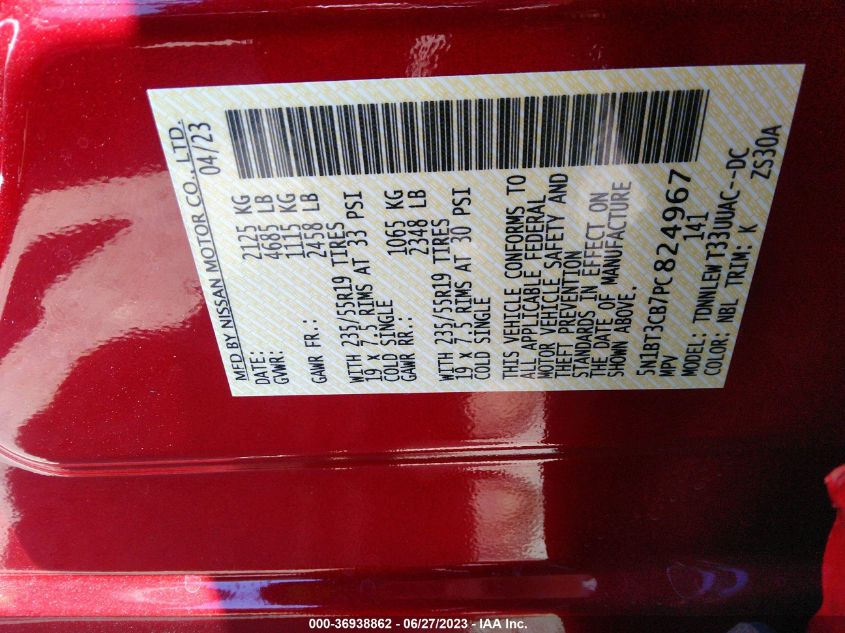 MFD BY NISSAN MOTOR CO., LTD.
DATE: 04/23
GVWR: 2125 KG
4685 LB
GAWR FR.: 1115 KG
2458 LB
WITH 235/55R19 TIRES
19 X 7.5 RIMS AT 33 PSI
COLD SINGLE
GAWR RR.: 1065 KG
2348 LB
WITH 235/55R19 TIRES
19 X 7.5 RIMS AT 30 PSI
COLD SINGLE
THIS VEHICLE CONFORMS TO
ALL APPLICABLE FEDERAL
MOTOR VEHICLE SAFETY AND
THEFT PREVENTION
STANDARDS IN EFFECT ON
THE DATE OF MANUFACTURE
SHOWN ABOVE.
5N1BT3CB7PC824967
MPV 141
MODEL: TDNNLEWT33UUAC--DC
COLOR: NBL TRIM: K ZS30A
000-36938862 - 06/27/2023 - IAA Inc.